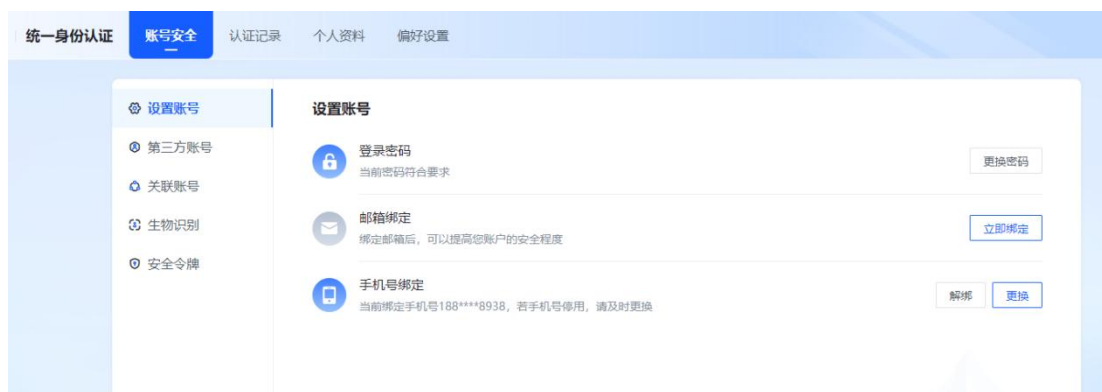 统一身份认证 账号安全 认证记录 个人资料 偏好设置
设置账号
第三方账号
关联账号
生物识别
安全令牌
设置账号
登录密码
当前密码符合要求
更换密码
邮箱绑定
绑定邮箱后，可以提高您账户的安全程度
立即绑定
手机号绑定
当前绑定手机号188****8938，若手机号停用，请及时更换
解绑 更换